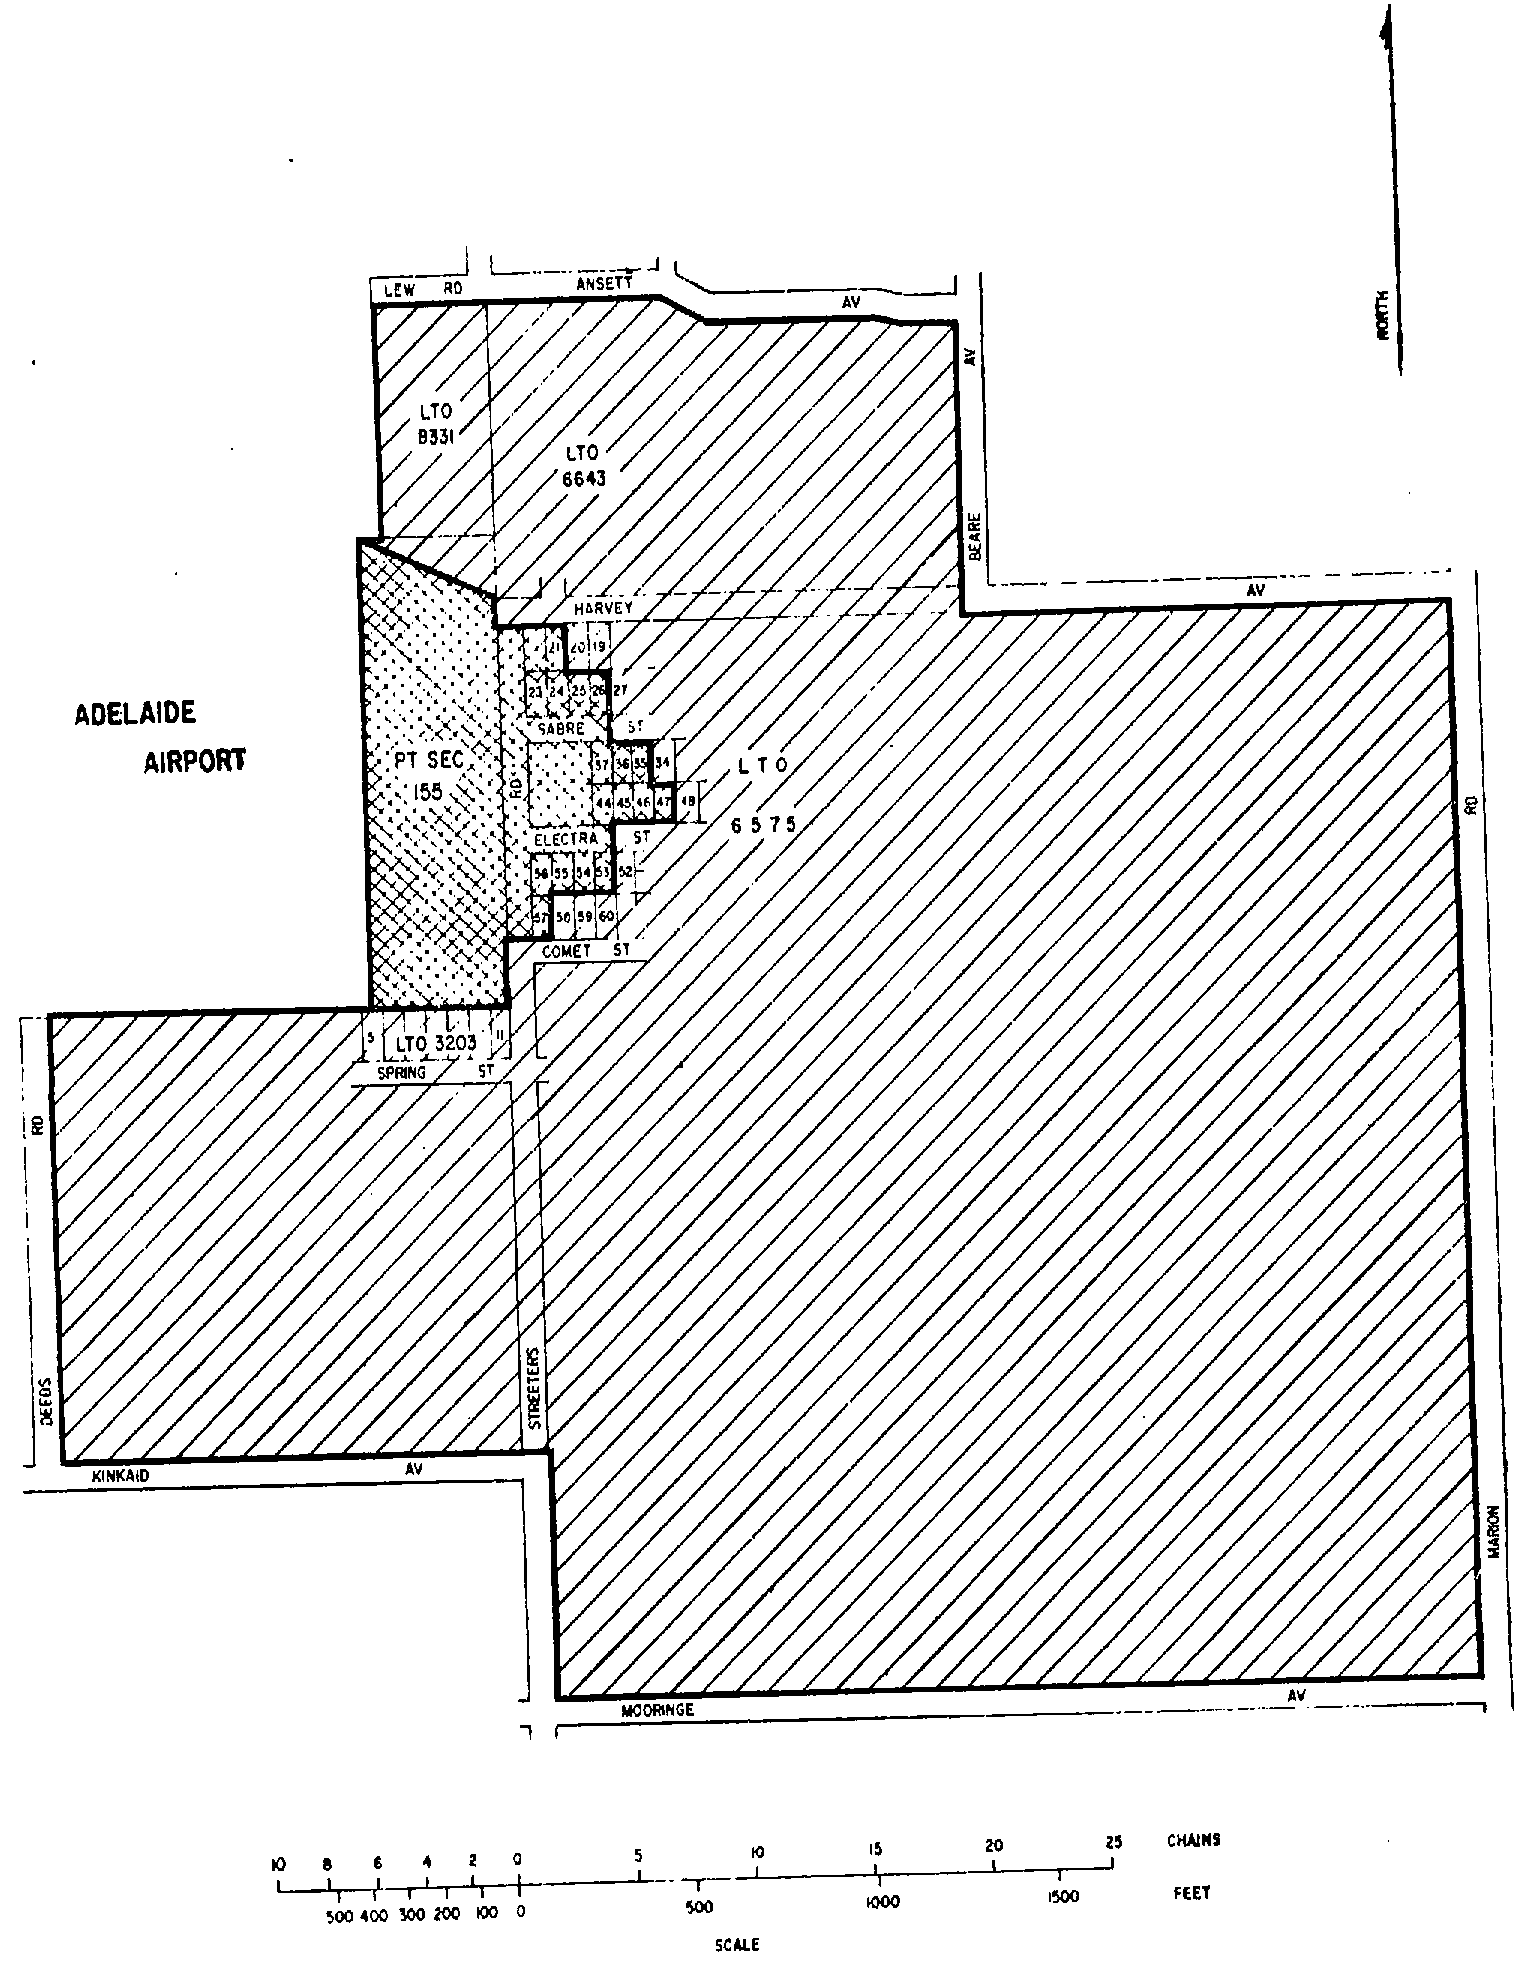 NORTH
LEW RD
ANSETT
AV
AV
LTO
8331
LTO
6643
BEARE
AV
HARVEY
21 20 19
23 24 25 26 27
SABRE ST
ADELAIDE
AIRPORT
PT SEC
155
RD
37 36 35 34
LTO
6575
44 45 46 47 48
RD
ELECTRA ST
56 55 54 53 52
57 58 59 60
COMET ST
5 LTO 3203 11
SPRING ST
RD
STREETERS
DEEDS
KINKAID AV
MARION
MOORINGE AV
10 8 6 4 2 0 5 10 15 20 25 CHAINS
500 400 300 200 100 0 500 1000 1500 FEET
SCALE